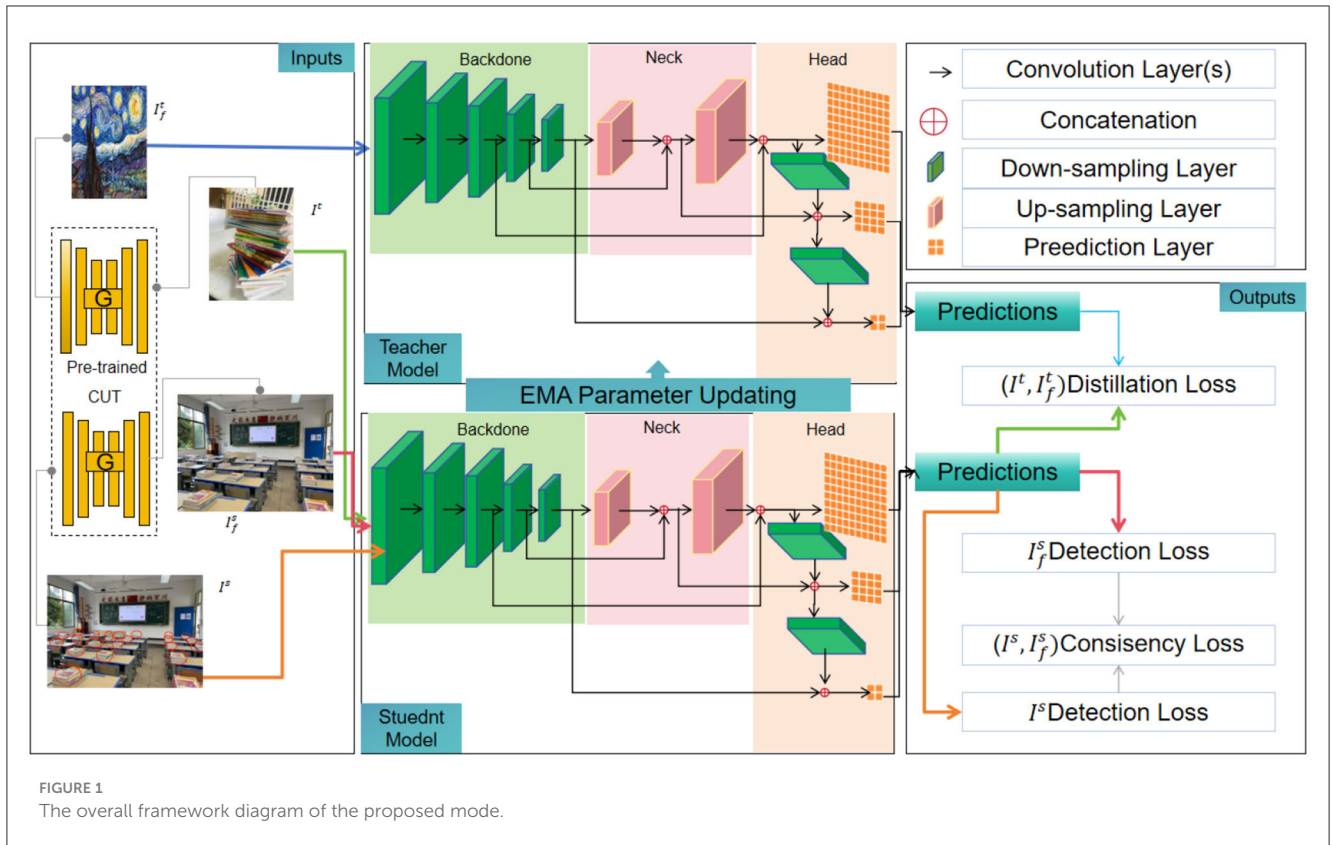 Inputs
I_f^t
I^t
G
Pre-trained
CUT
G
I_f^s
I^s
Backdone
Neck
Head
Teacher
Model
EMA Parameter Updating
Backdone
Neck
Head
Stuednt
Model
Convolution Layer(s)
Concatenation
Down-sampling Layer
Up-sampling Layer
Preediction Layer
Outputs
Predictions
(I^t, I_f^t)Distillation Loss
Predictions
I_f^s Detection Loss
(I^s, I_f^s)Consisency Loss
I^s Detection Loss
FIGURE 1
The overall framework diagram of the proposed mode.